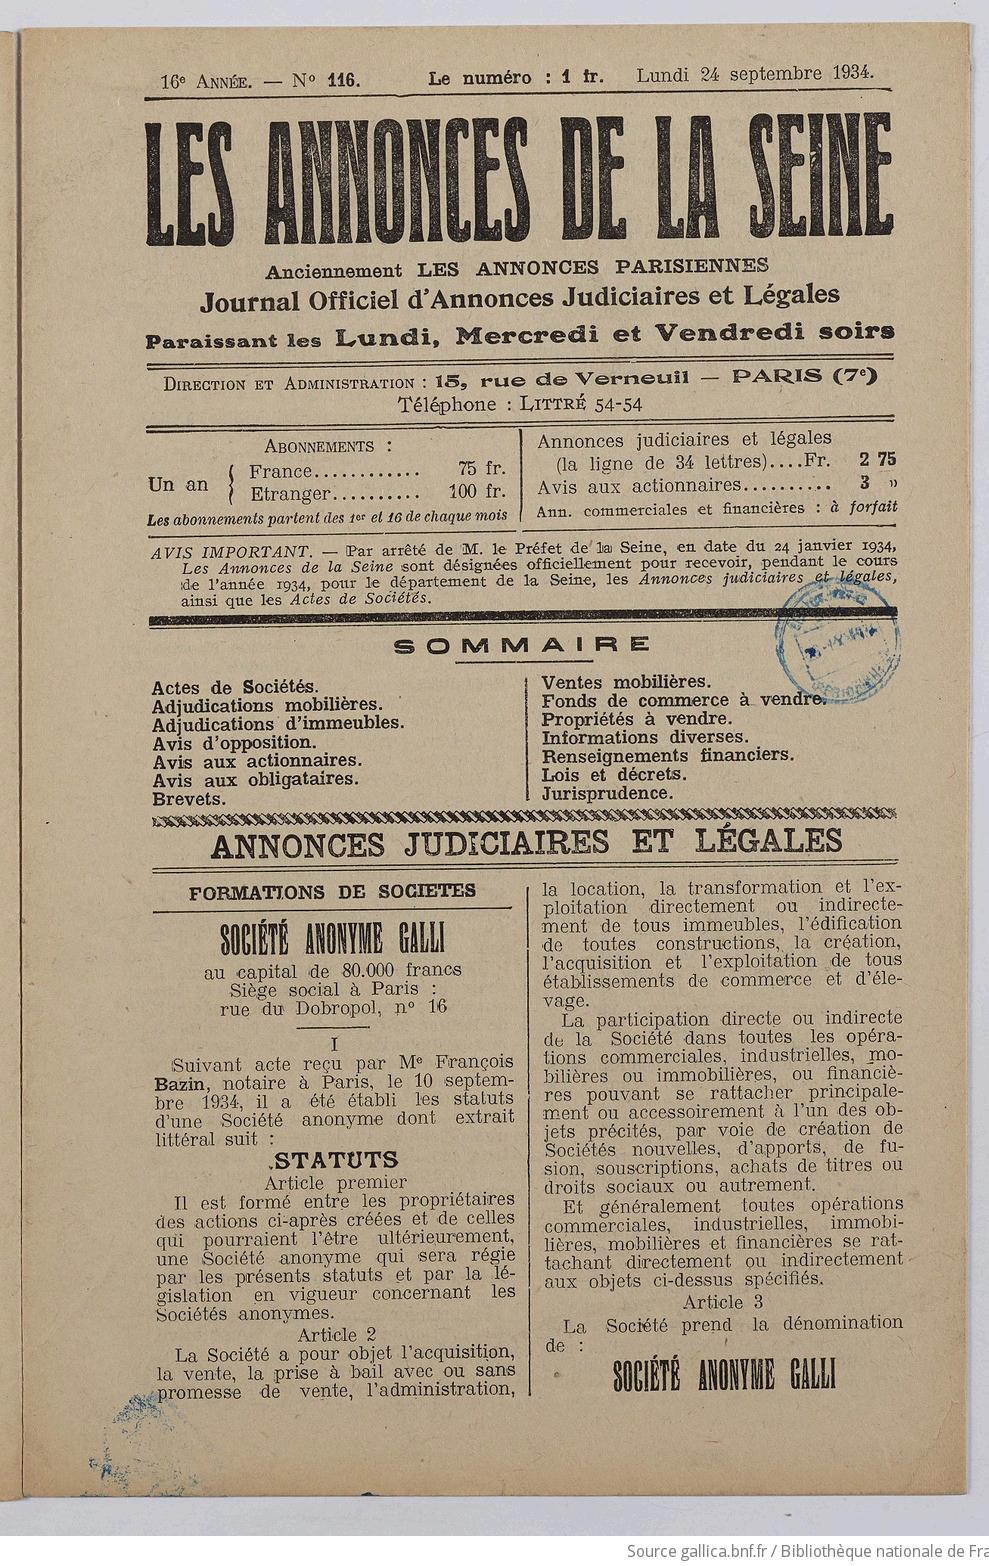 16e ANNÉE. — No 116. Le numéro : 1 fr. Lundi 24 septembre 1934.
LES ANNONCES DE LA SEINE
Anciennement LES ANNONCES PARISIENNES
Journal Officiel d'Annonces Judiciaires et Légales
Paraissant les Lundi, Mercredi et Vendredi soirs
DIRECTION ET ADMINISTRATION : 15, rue de Verneuil — PARIS (7e)
Téléphone : LITTRÉ 54-54
ABONNEMENTS :
Un an { France............ 75 fr.
Etranger.......... 100 fr.
Les abonnements partent des 1er et 16 de chaque mois
Annonces judiciaires et légales
(la ligne de 34 lettres)....Fr. 2 75
Avis aux actionnaires.......... 3 »
Ann. commerciales et financières : à forfait
AVIS IMPORTANT. — Par arrêté de M. le Préfet de la Seine, en date du 24 janvier 1934,
Les Annonces de la Seine sont désignées officiellement pour recevoir, pendant le cours
de l'année 1934, pour le département de la Seine, les Annonces judiciaires et légales,
ainsi que les Actes de Sociétés.
SOMMAIRE
Actes de Sociétés.
Adjudications mobilières.
Adjudications d'immeubles.
Avis d'opposition.
Avis aux actionnaires.
Avis aux obligataires.
Brevets.
Ventes mobilières.
Fonds de commerce à vendre.
Propriétés à vendre.
Informations diverses.
Renseignements financiers.
Lois et décrets.
Jurisprudence.
ANNONCES JUDICIAIRES ET LÉGALES
FORMATIONS DE SOCIETES
SOCIÉTÉ ANONYME GALLI
au capital de 80.000 francs
Siège social à Paris :
rue du Dobropol, no 16
I
Suivant acte reçu par Me François
Bazin, notaire à Paris, le 10 septem-
bre 1934, il a été établi les statuts
d'une Société anonyme dont extrait
littéral suit :
STATUTS
Article premier
Il est formé entre les propriétaires
des actions ci-après créées et de celles
qui pourraient l'être ultérieurement,
une Société anonyme qui sera régie
par les présents statuts et par la lé-
gislation en vigueur concernant les
Sociétés anonymes.
Article 2
La Société a pour objet l'acquisition,
la vente, la prise à bail avec ou sans
promesse de vente, l'administration,
la location, la transformation et l'ex-
ploitation directement ou indirecte-
ment de tous immeubles, l'édification
de toutes constructions, la création,
l'acquisition et l'exploitation de tous
établissements de commerce et d'éle-
vage.
La participation directe ou indirecte
de la Société dans toutes les opéra-
tions commerciales, industrielles, mo-
bilières ou immobilières, ou financiè-
res pouvant se rattacher principale-
ment ou accessoirement à l'un des ob-
jets précités, par voie de création de
Sociétés nouvelles, d'apports, de fu-
sion, souscriptions, achats de titres ou
droits sociaux ou autrement.
Et généralement toutes opérations
commerciales, industrielles, immobi-
lières, mobilières et financières se rat-
tachant directement ou indirectement
aux objets ci-dessus spécifiés.
Article 3
La Société prend la dénomination
de :
SOCIÉTÉ ANONYME GALLI
Source gallica.bnf.fr / Bibliothèque nationale de Fra